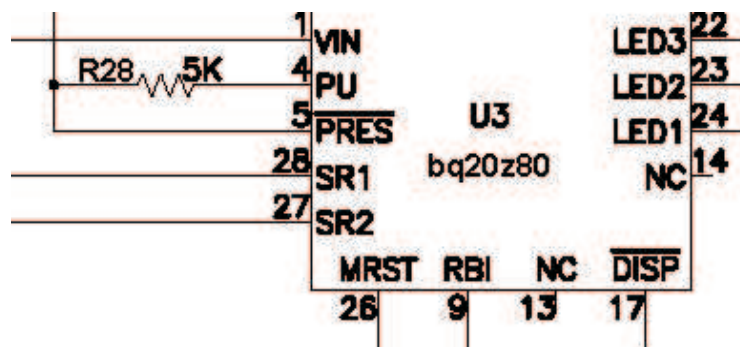 1 VIN LED3 22
R28 5K 4 PU LED2 23
5 PRES U3 LED1 24
28 SR1 bq20z80 NC 14
27 SR2
MRST RBI NC DISP
26 9 13 17